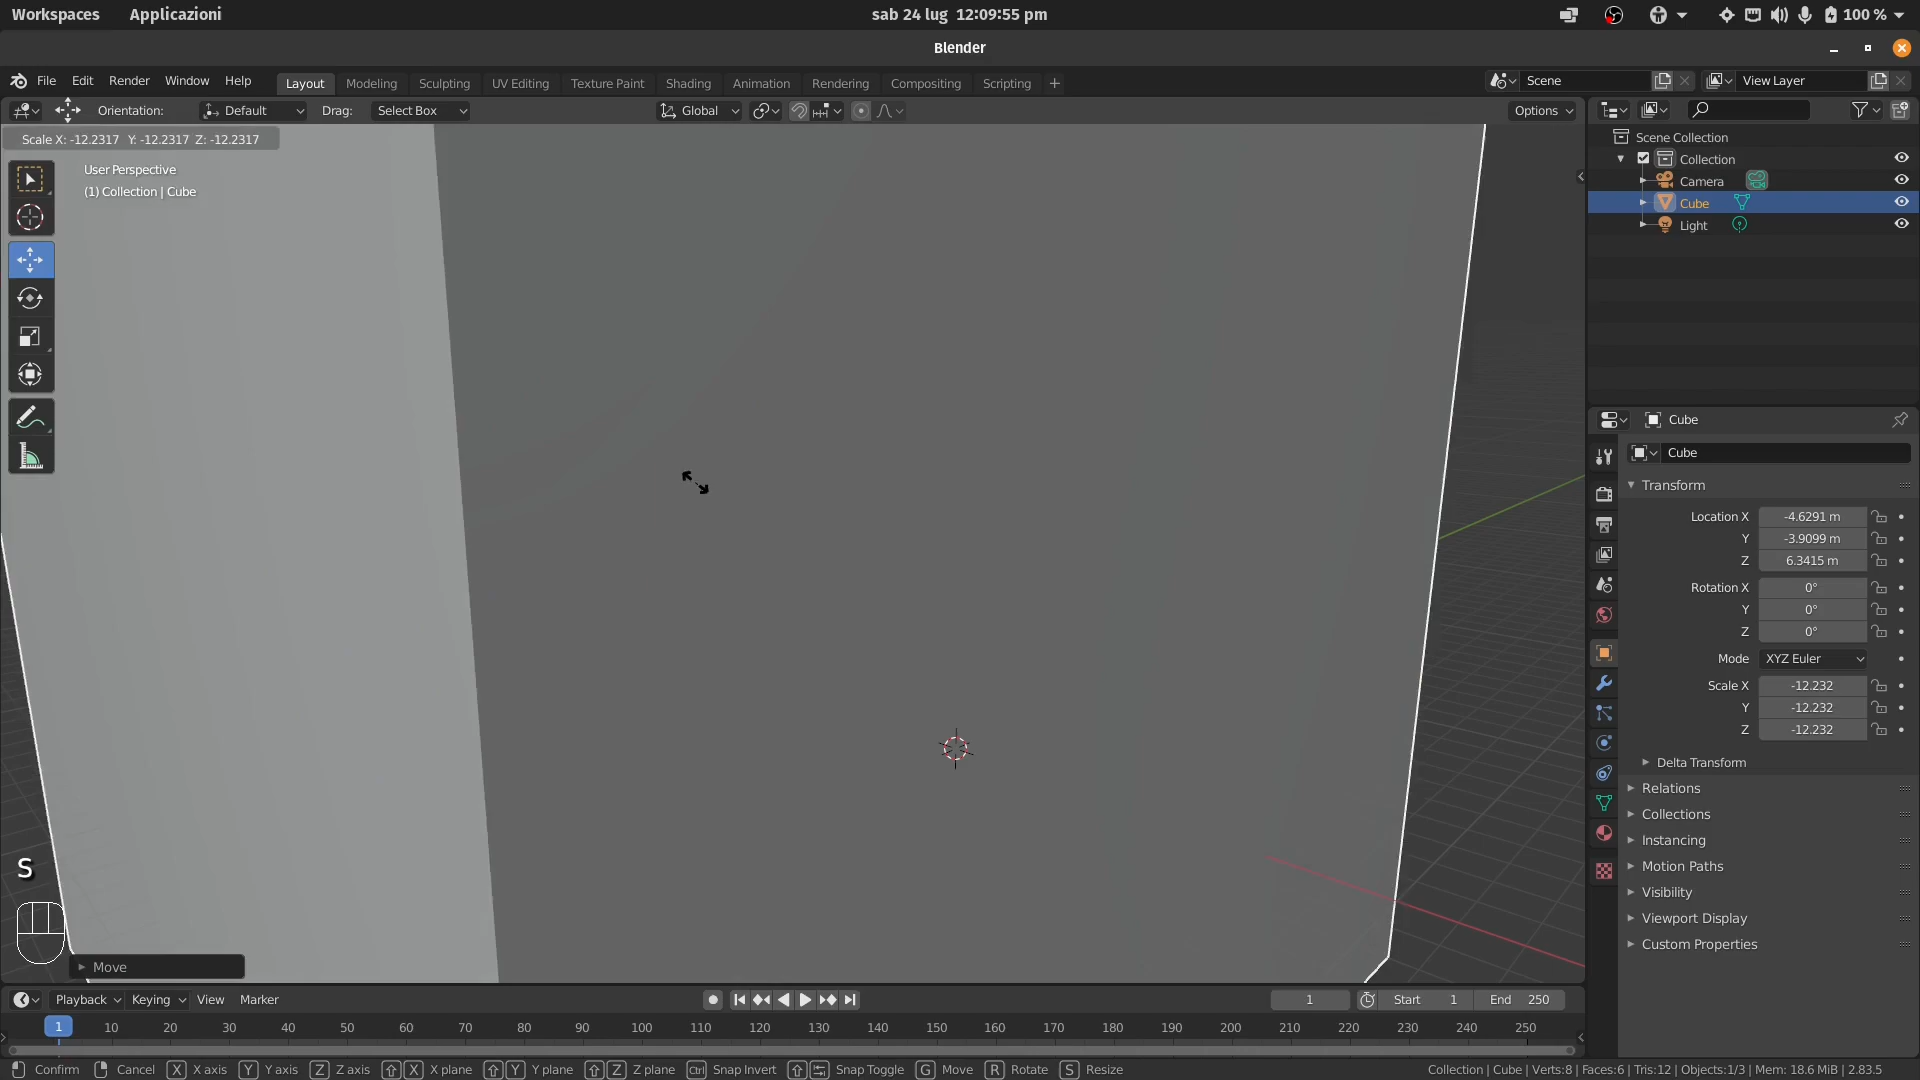 Workspaces Applicazioni sab 24 lug 12:09:55 pm 100 %
Blender
File Edit Render Window Help Layout Modeling Sculpting UV Editing Texture Paint Shading Animation Rendering Compositing Scripting + Scene View Layer
Orientation: Default Drag: Select Box Global Options
Scale X: -12.2317 Y: -12.2317 Z: -12.2317
User Perspective
(1) Collection | Cube
Scene Collection
Collection
Camera
Cube
Light
Cube
Cube
Transform
Location X -4.6291 m
Y -3.9099 m
Z 6.3415 m
Rotation X 0°
Y 0°
Z 0°
Mode XYZ Euler
Scale X -12.232
Y -12.232
Z -12.232
Delta Transform
Relations
Collections
Instancing
Motion Paths
Visibility
Viewport Display
Custom Properties
S
Move
Playback Keying View Marker 1 Start 1 End 250
1 10 20 30 40 50 60 70 80 90 100 110 120 130 140 150 160 170 180 190 200 210 220 230 240 250
Confirm Cancel X X axis Y Y axis Z Z axis X X plane Y Y plane Z Z plane Ctrl Snap Invert Snap Toggle G Move R Rotate S Resize Collection | Cube | Verts:8 | Faces:6 | Tris:12 | Objects:1/3 | Mem: 18.6 MiB | 2.83.5